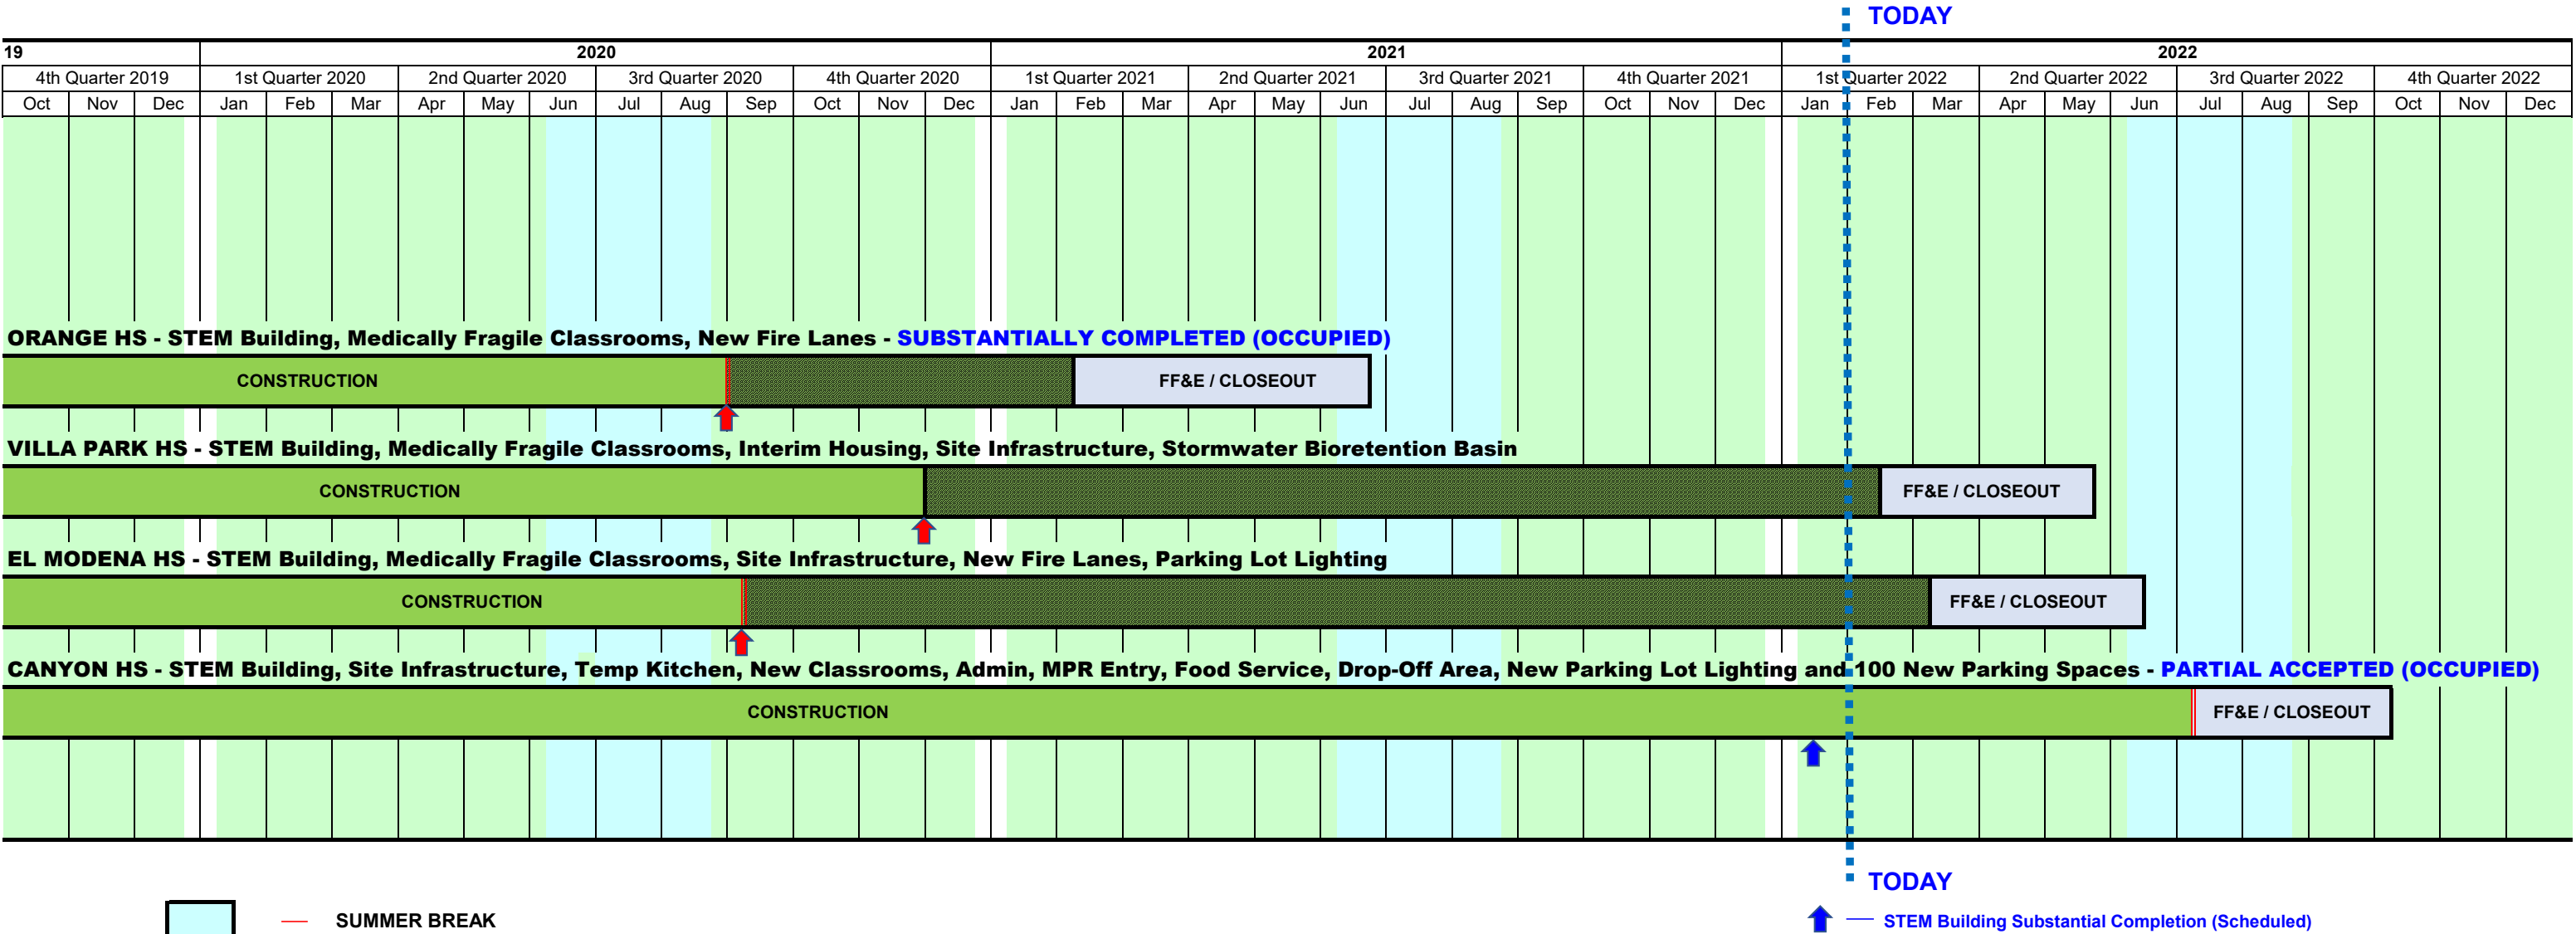 TODAY
19 2020 2021 2022
4th Quarter 2019 1st Quarter 2020 2nd Quarter 2020 3rd Quarter 2020 4th Quarter 2020 1st Quarter 2021 2nd Quarter 2021 3rd Quarter 2021 4th Quarter 2021 1st Quarter 2022 2nd Quarter 2022 3rd Quarter 2022 4th Quarter 2022
Oct Nov Dec Jan Feb Mar Apr May Jun Jul Aug Sep Oct Nov Dec Jan Feb Mar Apr May Jun Jul Aug Sep Oct Nov Dec Jan Feb Mar Apr May Jun Jul Aug Sep Oct Nov Dec
ORANGE HS - STEM Building, Medically Fragile Classrooms, New Fire Lanes - SUBSTANTIALLY COMPLETED (OCCUPIED)
CONSTRUCTION FF&E / CLOSEOUT
VILLA PARK HS - STEM Building, Medically Fragile Classrooms, Interim Housing, Site Infrastructure, Stormwater Bioretention Basin
CONSTRUCTION FF&E / CLOSEOUT
EL MODENA HS - STEM Building, Medically Fragile Classrooms, Site Infrastructure, New Fire Lanes, Parking Lot Lighting
CONSTRUCTION FF&E / CLOSEOUT
CANYON HS - STEM Building, Site Infrastructure, Temp Kitchen, New Classrooms, Admin, MPR Entry, Food Service, Drop-Off Area, New Parking Lot Lighting and 100 New Parking Spaces - PARTIAL ACCEPTED (OCCUPIED)
CONSTRUCTION FF&E / CLOSEOUT
TODAY
SUMMER BREAK STEM Building Substantial Completion (Scheduled)